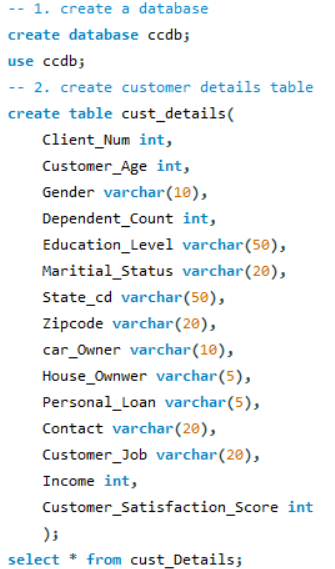 -- 1. create a database
create database ccdb;
use ccdb;
-- 2. create customer details table
create table cust_details(
Client_Num int,
Customer_Age int,
Gender varchar(10),
Dependent_Count int,
Education_Level varchar(50),
Maritial_Status varchar(20),
State_cd varchar(50),
Zipcode varchar(20),
car_Owner varchar(10),
House_Ownwer varchar(5),
Personal_Loan varchar(5),
Contact varchar(20),
Customer_Job varchar(20),
Income int,
Customer_Satisfaction_Score int
);
select * from cust_Details;